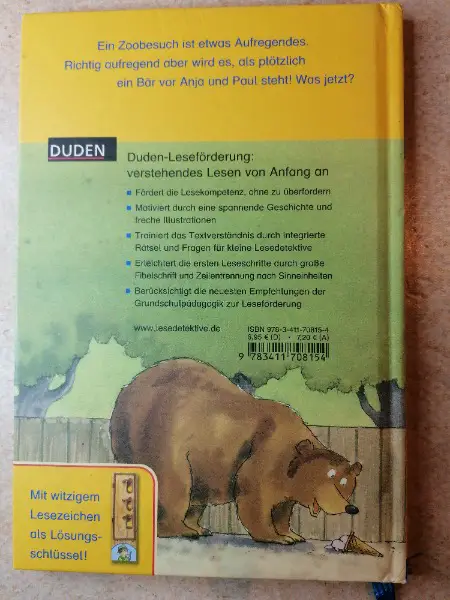 Ein Zoobesuch ist etwas Aufregendes.
Richtig aufregend aber wird es, als plötzlich
ein Bär vor Anja und Paul steht! Was jetzt?
DUDEN
Duden-Leseförderung:
verstehendes Lesen von Anfang an
Fördert die Lesekompetenz, ohne zu überfordern
Motiviert durch eine spannende Geschichte und
freche Illustrationen
Trainiert das Textverständnis durch integrierte
Rätsel und Fragen für kleine Lesedetektive
Erleichtert die ersten Leseschritte durch große
Fibelschrift und Zeilentrennung nach Sinneinheiten
Berücksichtigt die neuesten Empfehlungen der
Grundschulpädagogik zur Leseförderung
www.lesedetektive.de
ISBN 978-3-411-70815-4
6,95 € (D) • 7,20 € (A)
9 783411 708154
Mit witzigem
Lesezeichen
als Lösungs-
schlüssel!